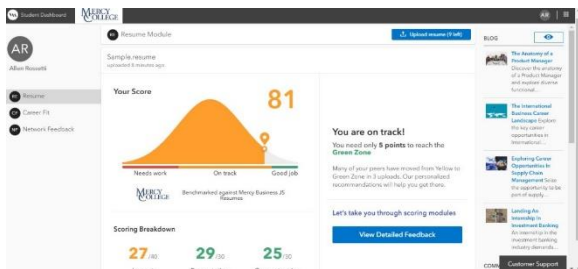 Student Dashboard
MERCY COLLEGE
AR
AR
Allen Rossetti
Resume
Career Fit
Network Feedback
Resume Module
Upload resume (9 left)
Sample.resume
uploaded 8 minutes ago
Your Score
81
Needs work
On track
Good job
MERCY COLLEGE
Benchmarked against Mercy Business JS
Resumes
Scoring Breakdown
27/40
29/30
25/30
You are on track!
You need only 5 points to reach the
Green Zone
Many of your peers have moved from Yellow to
Green Zone in 3 uploads. Our personalized
recommendations will help you get there.
Let's take you through scoring modules
View Detailed Feedback
BLOG
The Anatomy of a
Product Manager
Discover the anatomy
of a Product Manager
and explore diverse
functional...
The International
Business Career
Landscape Explore
the key career
opportunities in
International...
Exploring Career
Opportunities In
Supply Chain
Management Seize
the opportunity to be
part of supply...
Landing An
Internship in
Investment Banking
An internship in the
investment banking
industry demands...
Customer Support